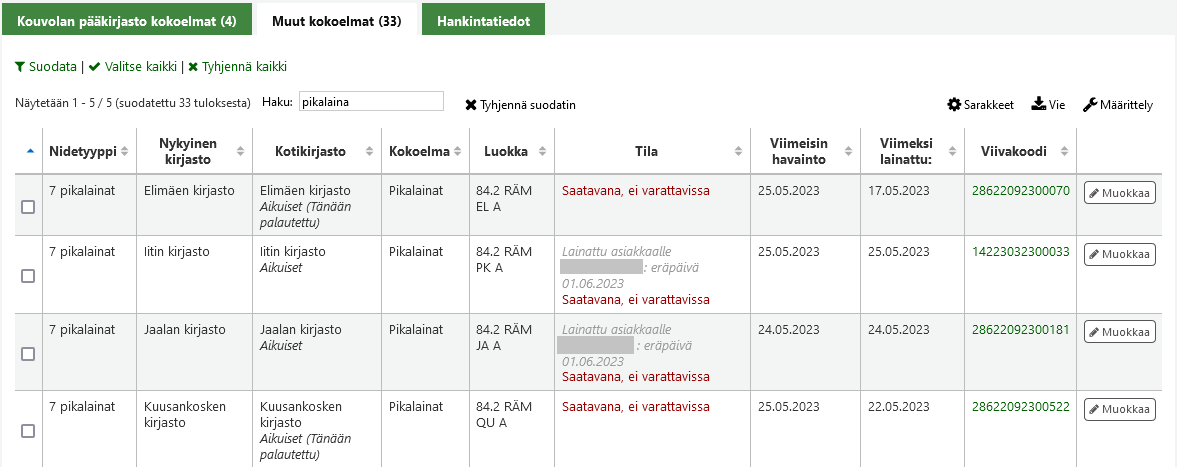 Kouvolan pääkirjasto kokoelmat (4) Muut kokoelmat (33) Hankintatiedot
Suodata | Valitse kaikki | Tyhjennä kaikki
Näytetään 1 - 5 / 5 (suodatettu 33 tuloksesta) Haku: pikalaina Tyhjennä suodatin Sarakkeet Vie Määrittely
Nidetyyppi Nykyinen kirjasto Kotikirjasto Kokoelma Luokka Tila Viimeisin havainto Viimeksi lainattu: Viivakoodi
7 pikalainat Elimäen kirjasto Elimäen kirjasto Pikalainat 84.2 RÄM Saatavana, ei varattavissa 25.05.2023 17.05.2023 28622092300070 Muokkaa
Aikuiset (Tänään EL A
palautettu)
7 pikalainat Iitin kirjasto Iitin kirjasto Pikalainat 84.2 RÄM Lainattu asiakkaalle 25.05.2023 25.05.2023 14223032300033 Muokkaa
Aikuiset PK A : eräpäivä
01.06.2023
Saatavana, ei varattavissa
7 pikalainat Jaalan kirjasto Jaalan kirjasto Pikalainat 84.2 RÄM Lainattu asiakkaalle 24.05.2023 24.05.2023 28622092300181 Muokkaa
Aikuiset JA A : eräpäivä
01.06.2023
Saatavana, ei varattavissa
7 pikalainat Kuusankosken Kuusankosken Pikalainat 84.2 RÄM Saatavana, ei varattavissa 25.05.2023 22.05.2023 28622092300522 Muokkaa
kirjasto kirjasto QU A
Aikuiset (Tänään
palautettu)